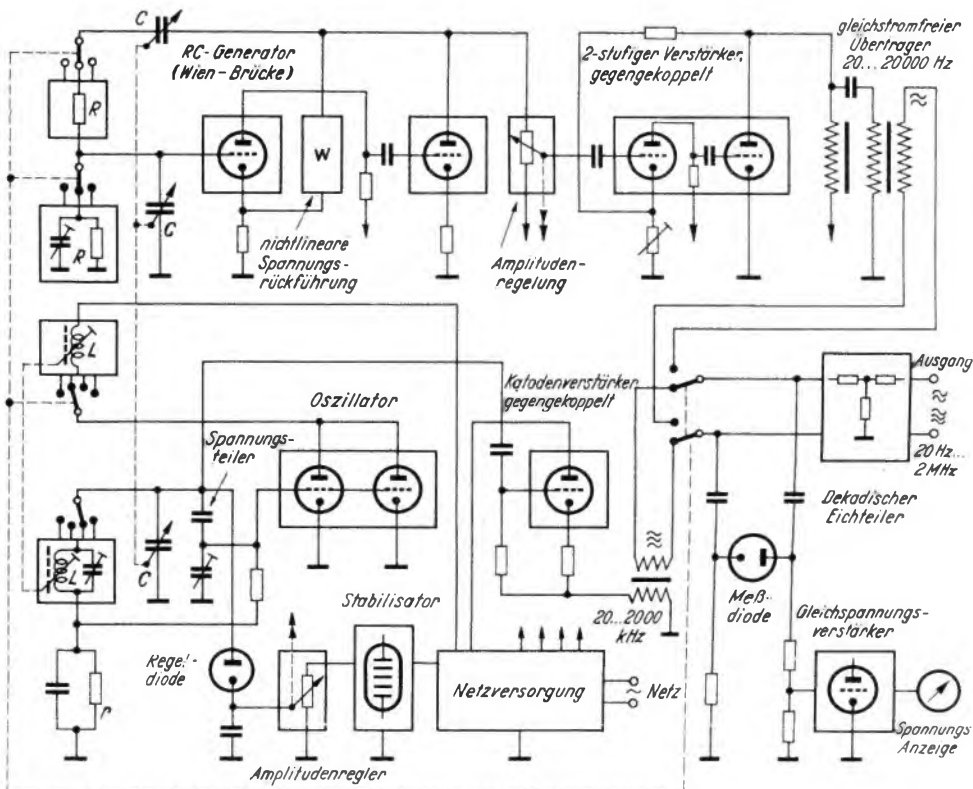 C
RC-Generator
(Wien-Brücke)
2-stufiger Verstärker,
gegengekoppelt
gleichstromfreier
Übertrager
20...20000 Hz
R
W
C
R
nichtlineare
Spannungs-
rückführung
Amplituden-
regelung
L
Oszillator
Katodenverstärker
gegengekoppelt
Ausgang
Spannungs-
teiler
20 Hz...
2 MHz
Dekadischer
Eichteiler
C
L
Meß-
diode
Stabilisator
20...2000
kHz
Gleichspannungs-
verstärker
Regel-
diode
r
Netzversorgung
Netz
Spannungs
Anzeige
Amplitudenregler